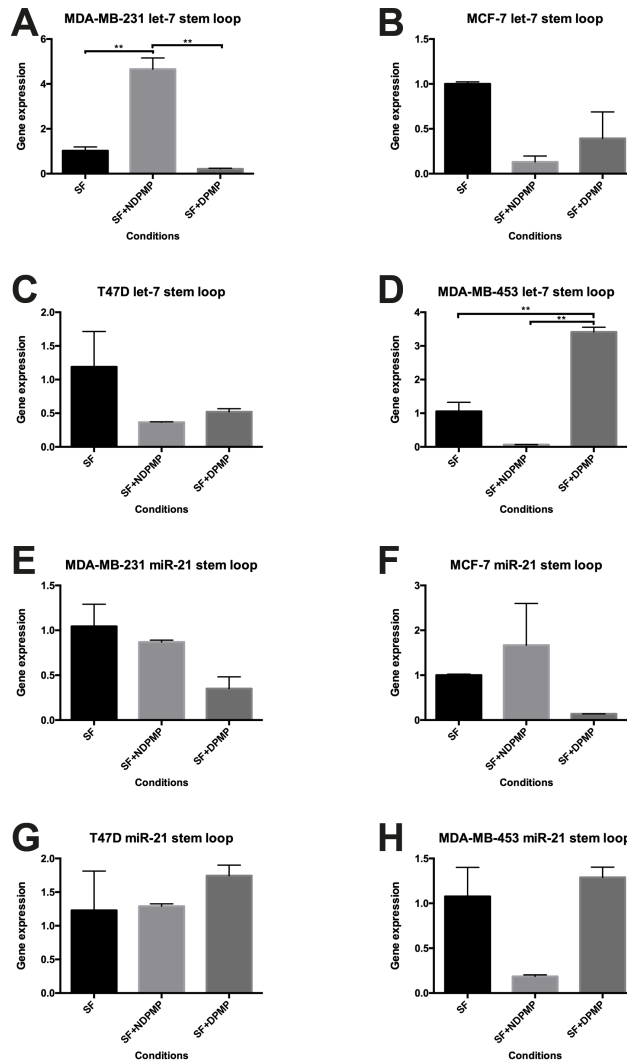 A
MDA-MB-231 let-7 stem loop
**
**
Gene expression
6
4
2
0
SF
SF+NDPMP
SF+DPMP
Conditions
B
MCF-7 let-7 stem loop
Gene expression
1.5
1.0
0.5
0.0
SF
SF+NDPMP
SF+DPMP
Conditions
C
T47D let-7 stem loop
Gene expression
2.0
1.5
1.0
0.5
0.0
SF
SF+NDPMP
SF+DPMP
Conditions
D
MDA-MB-453 let-7 stem loop
**
**
Gene expression
4
3
2
1
0
SF
SF+NDPMP
SF+DPMP
Conditions
E
MDA-MB-231 miR-21 stem loop
Gene expression
1.5
1.0
0.5
0.0
SF
SF+NDPMP
SF+DPMP
Conditions
F
MCF-7 miR-21 stem loop
Gene expression
3
2
1
0
SF
SF+NDPMP
SF+DPMP
Conditions
G
T47D miR-21 stem loop
Gene expression
2.0
1.5
1.0
0.5
0.0
SF
SF+NDPMP
SF+DPMP
Conditions
H
MDA-MB-453 miR-21 stem loop
Gene expression
1.5
1.0
0.5
0.0
SF
SF+NDPMP
SF+DPMP
Conditions